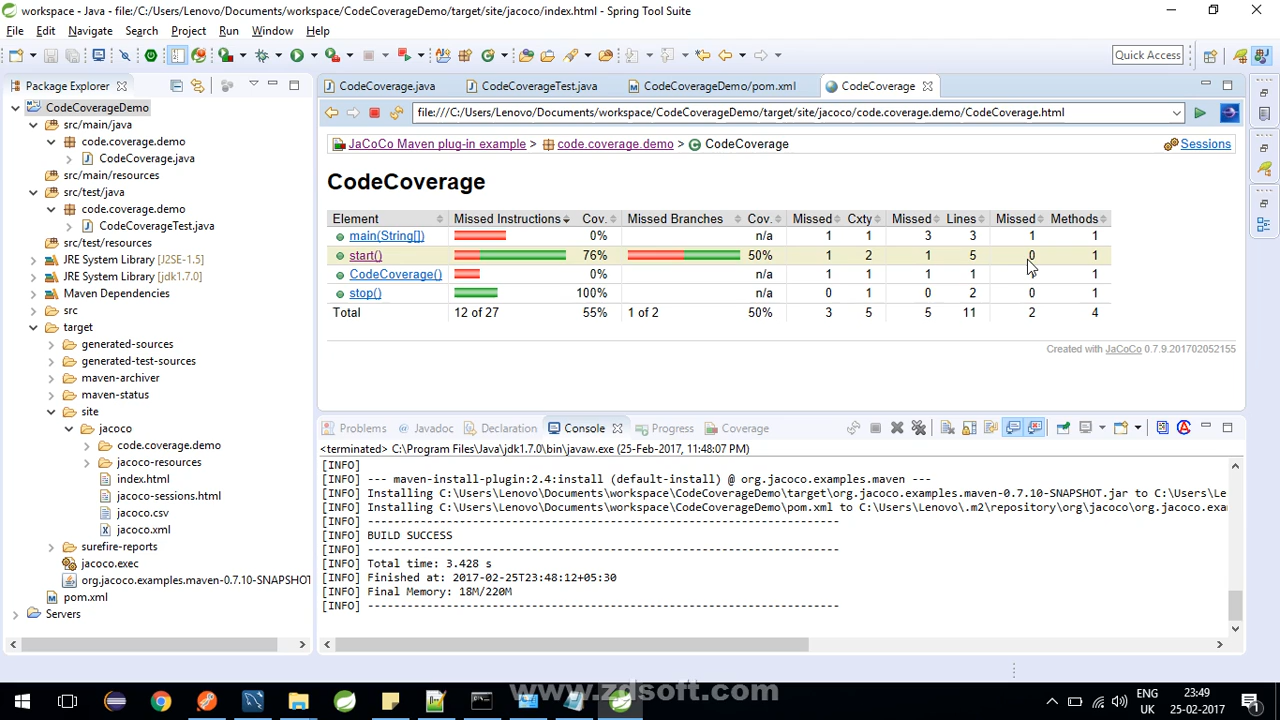 workspace - Java - file:/C:/Users/Lenovo/Documents/workspace/CodeCoverageDemo/target/site/jacoco/index.html - Spring Tool Suite
File Edit Navigate Search Project Run Window Help
Quick Access
Package Explorer
CodeCoverage.java CodeCoverageTest.java CodeCoverageDemo/pom.xml CodeCoverage
file:///C:/Users/Lenovo/Documents/workspace/CodeCoverageDemo/target/site/jacoco/code.coverage.demo/CodeCoverage.html
JaCoCo Maven plug-in example > code.coverage.demo > CodeCoverage Sessions
CodeCoverage
Element Missed Instructions Cov. Missed Branches Cov. Missed Cxty Missed Lines Missed Methods
main(String[]) 0% n/a 1 1 3 3 1 1
start() 76% 50% 1 2 1 5 0 1
CodeCoverage() 0% n/a 1 1 1 1 1 1
stop() 100% n/a 0 1 0 2 0 1
Total 12 of 27 55% 1 of 2 50% 3 5 5 11 2 4
Created with JaCoCo 0.7.9.201702052155
CodeCoverageDemo
src/main/java
code.coverage.demo
CodeCoverage.java
src/main/resources
src/test/java
code.coverage.demo
CodeCoverageTest.java
src/test/resources
JRE System Library [J2SE-1.5]
JRE System Library [jdk1.7.0]
Maven Dependencies
src
target
generated-sources
generated-test-sources
maven-archiver
maven-status
site
jacoco
code.coverage.demo
jacoco-resources
index.html
jacoco-sessions.html
jacoco.csv
jacoco.xml
surefire-reports
jacoco.exec
org.jacoco.examples.maven-0.7.10-SNAPSHOT
pom.xml
Servers
Problems Javadoc Declaration Console Progress Coverage
<terminated> C:\Program Files\Java\jdk1.7.0\bin\javaw.exe (25-Feb-2017, 11:48:07 PM)
[INFO]
[INFO] --- maven-install-plugin:2.4:install (default-install) @ org.jacoco.examples.maven ---
[INFO] Installing C:\Users\Lenovo\Documents\workspace\CodeCoverageDemo\target\org.jacoco.examples.maven-0.7.10-SNAPSHOT.jar to C:\Users\Le
[INFO] Installing C:\Users\Lenovo\Documents\workspace\CodeCoverageDemo\pom.xml to C:\Users\Lenovo\.m2\repository\org\jacoco\org.jacoco.exa
[INFO] ------------------------------------------------------------------------
[INFO] BUILD SUCCESS
[INFO] ------------------------------------------------------------------------
[INFO] Total time: 3.428 s
[INFO] Finished at: 2017-02-25T23:48:12+05:30
[INFO] Final Memory: 18M/220M
[INFO] ------------------------------------------------------------------------
www.zdsoft.com
ENG 23:49
UK 25-02-2017